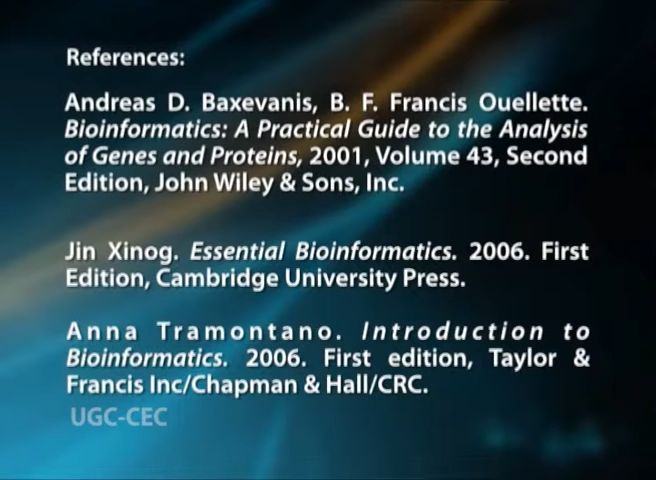 References:
Andreas D. Baxevanis, B. F. Francis Ouellette.
Bioinformatics: A Practical Guide to the Analysis
of Genes and Proteins, 2001, Volume 43, Second
Edition, John Wiley & Sons, Inc.
Jin Xinog. Essential Bioinformatics. 2006. First
Edition, Cambridge University Press.
Anna Tramontano. Introduction to
Bioinformatics. 2006. First edition, Taylor &
Francis Inc/Chapman & Hall/CRC.
UGC-CEC